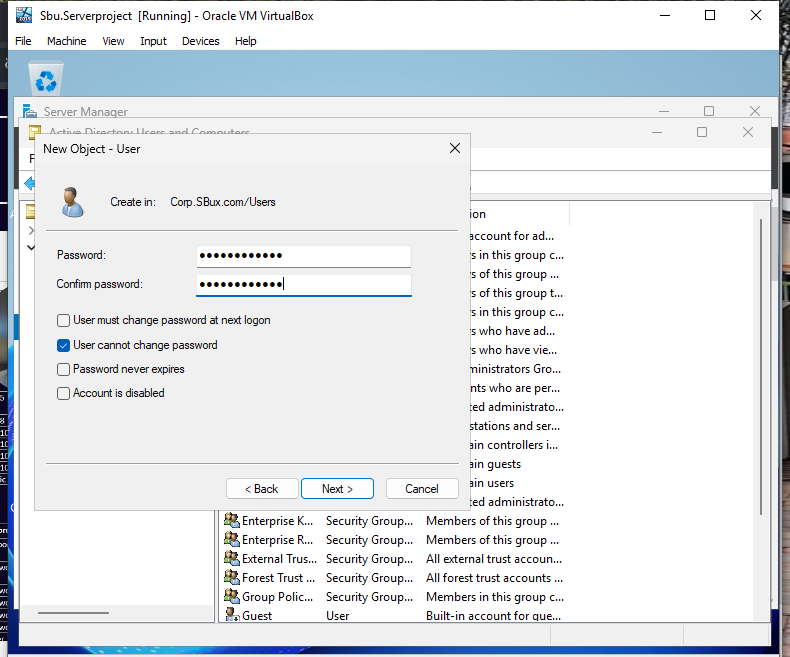 Sbu.Serverproject [Running] - Oracle VM VirtualBox
File Machine View Input Devices Help
Server Manager
Active Directory Users and Computers
New Object - User
Create in: Corp.SBux.com/Users
Password: ●●●●●●●●●●●●
Confirm password: ●●●●●●●●●●●●
User must change password at next logon
User cannot change password
Password never expires
Account is disabled
< Back Next > Cancel
ion
account for ad...
rs in this group c...
rs of this group ...
rs of this group t...
rs in this group c...
rs who have ad...
rs who have vie...
ministrators Gro...
nts who are per...
ted administrato...
stations and ser...
ain controllers i...
ain guests
ain users
ed administrato...
Enterprise K... Security Group... Members of this group ...
Enterprise R... Security Group... Members of this group ...
External Trus... Security Group... All external trust accoun...
Forest Trust ... Security Group... All forest trust accounts ...
Group Polic... Security Group... Members in this group c...
Guest User Built-in account for gue...